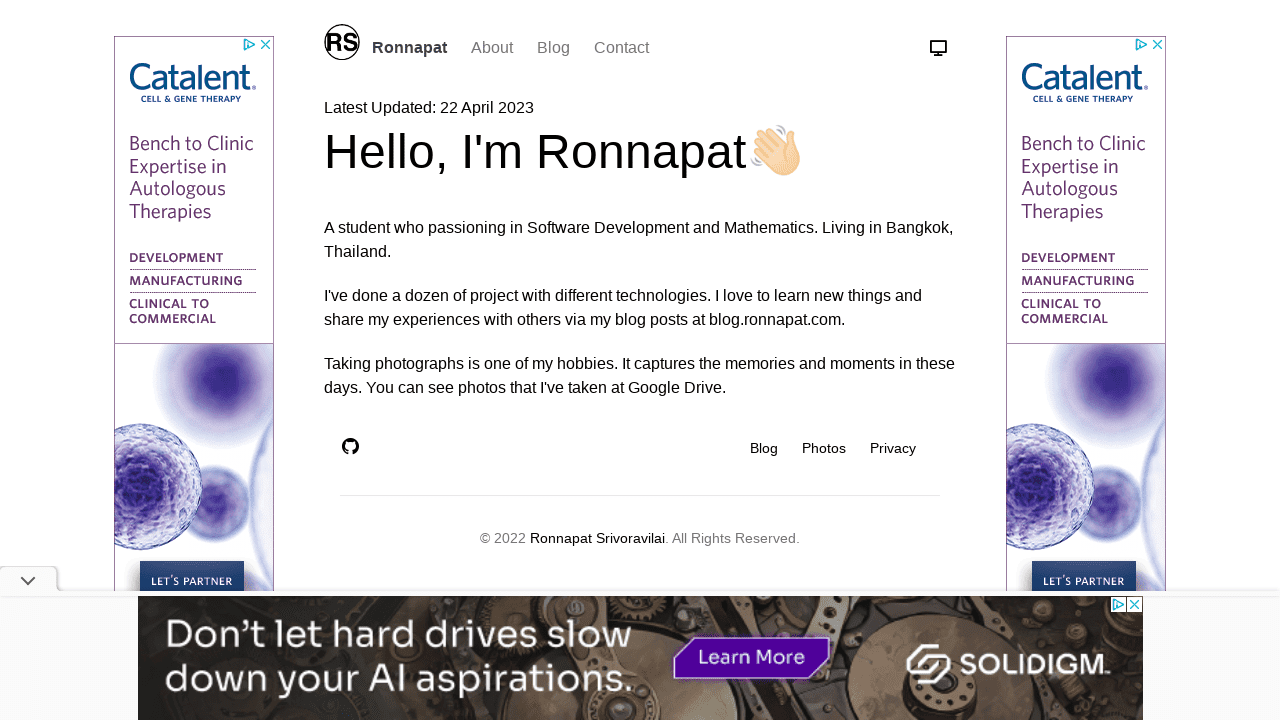 RS
Ronnapat
About
Blog
Contact
Latest Updated: 22 April 2023
Hello, I'm Ronnapat👋🏼
A student who passioning in Software Development and Mathematics. Living in Bangkok,
Thailand.
I've done a dozen of project with different technologies. I love to learn new things and
share my experiences with others via my blog posts at blog.ronnapat.com.
Taking photographs is one of my hobbies. It captures the memories and moments in these
days. You can see photos that I've taken at Google Drive.
Blog
Photos
Privacy
© 2022 Ronnapat Srivoravilai. All Rights Reserved.
Catalent®
CELL & GENE THERAPY
Bench to Clinic
Expertise in
Autologous
Therapies
DEVELOPMENT
MANUFACTURING
CLINICAL TO
COMMERCIAL
LET'S PARTNER
Catalent®
CELL & GENE THERAPY
Bench to Clinic
Expertise in
Autologous
Therapies
DEVELOPMENT
MANUFACTURING
CLINICAL TO
COMMERCIAL
LET'S PARTNER
Don't let hard drives slow
down your AI aspirations.
Learn More
SOLIDIGM™